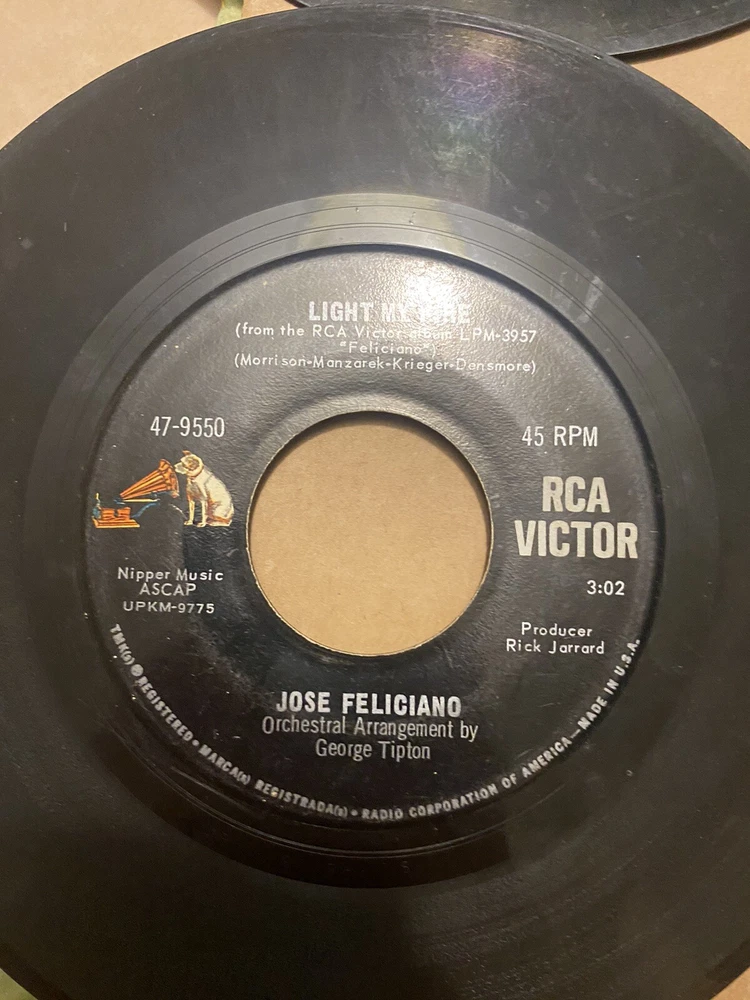 LIGHT MY FIRE
(from the RCA Victor album LPM-3957
"Feliciano")
(Morrison-Manzarek-Krieger-Densmore)
47-9550
45 RPM
RCA
VICTOR
Nipper Music
ASCAP
UPKM-9775
3:02
Producer
Rick Jarrard
JOSE FELICIANO
Orchestral Arrangement by
George Tipton
TMK(s) ® REGISTERED • MARCA(s) REGISTRADA(s) • RADIO CORPORATION OF AMERICA—MADE IN U.S.A.